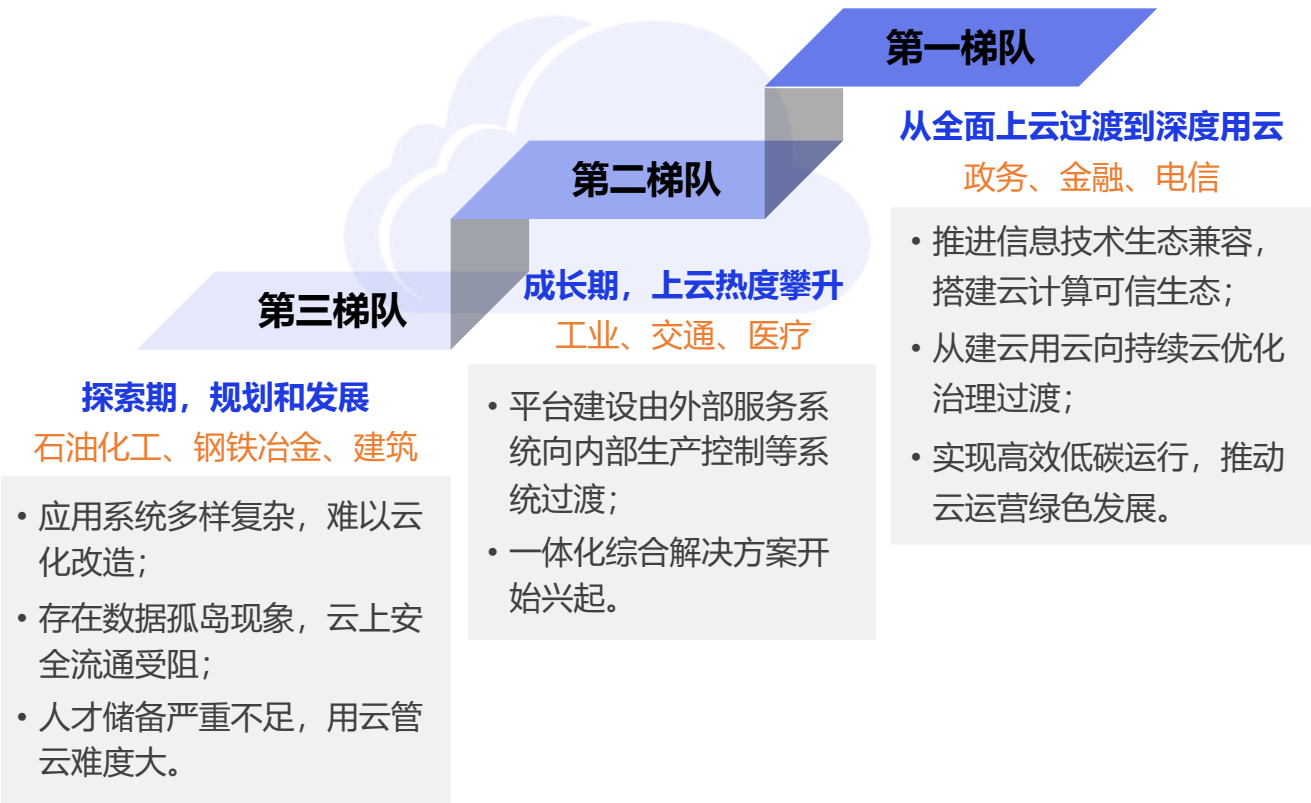 第一梯队
从全面上云过渡到深度用云
政务、金融、电信
• 推进信息技术生态兼容，
搭建云计算可信生态；
• 从建云用云向持续云优化
治理过渡；
• 实现高效低碳运行，推动
云运营绿色发展。
第二梯队
成长期，上云热度攀升
工业、交通、医疗
• 平台建设由外部服务系
统向内部生产控制等系
统过渡；
• 一体化综合解决方案开
始兴起。
第三梯队
探索期，规划和发展
石油化工、钢铁冶金、建筑
• 应用系统多样复杂，难以云
化改造；
• 存在数据孤岛现象，云上安
全流通受阻；
• 人才储备严重不足，用云管
云难度大。